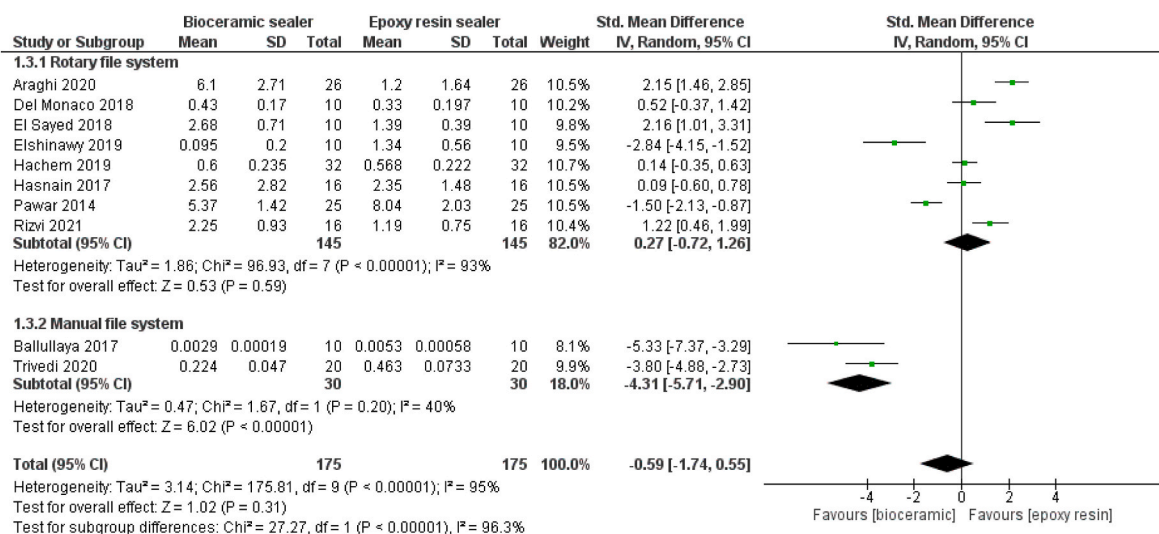 Bioceramic sealer Epoxy resin sealer Std. Mean Difference Std. Mean Difference
Study or Subgroup Mean SD Total Mean SD Total Weight IV, Random, 95% CI IV, Random, 95% CI
1.3.1 Rotary file system
Araghi 2020 6.1 2.71 26 1.2 1.64 26 10.5% 2.15 [1.46, 2.85]
Del Monaco 2018 0.43 0.17 10 0.33 0.197 10 10.2% 0.52 [-0.37, 1.42]
El Sayed 2018 2.68 0.71 10 1.39 0.39 10 9.8% 2.16 [1.01, 3.31]
Elshinawy 2019 0.095 0.2 10 1.34 0.56 10 9.5% -2.84 [-4.15, -1.52]
Hachem 2019 0.6 0.235 32 0.568 0.222 32 10.7% 0.14 [-0.35, 0.63]
Hasnain 2017 2.56 2.82 16 2.35 1.48 16 10.5% 0.09 [-0.60, 0.78]
Pawar 2014 5.37 1.42 25 8.04 2.03 25 10.5% -1.50 [-2.13, -0.87]
Rizvi 2021 2.25 0.93 16 1.19 0.75 16 10.4% 1.22 [0.46, 1.99]
Subtotal (95% CI) 145 145 82.0% 0.27 [-0.72, 1.26]
Heterogeneity: Tau² = 1.86; Chi² = 96.93, df = 7 (P < 0.00001); I² = 93%
Test for overall effect: Z = 0.53 (P = 0.59)
1.3.2 Manual file system
Ballullaya 2017 0.0029 0.00019 10 0.0053 0.00058 10 8.1% -5.33 [-7.37, -3.29]
Trivedi 2020 0.224 0.047 20 0.463 0.0733 20 9.9% -3.80 [-4.88, -2.73]
Subtotal (95% CI) 30 30 18.0% -4.31 [-5.71, -2.90]
Heterogeneity: Tau² = 0.47; Chi² = 1.67, df = 1 (P = 0.20); I² = 40%
Test for overall effect: Z = 6.02 (P < 0.00001)
Total (95% CI) 175 175 100.0% -0.59 [-1.74, 0.55]
Heterogeneity: Tau² = 3.14; Chi² = 175.81, df = 9 (P < 0.00001); I² = 95%
Test for overall effect: Z = 1.02 (P = 0.31)
Test for subgroup differences: Chi² = 27.27, df = 1 (P < 0.00001), I² = 96.3%
-4 -2 0 2 4
Favours [bioceramic] Favours [epoxy resin]